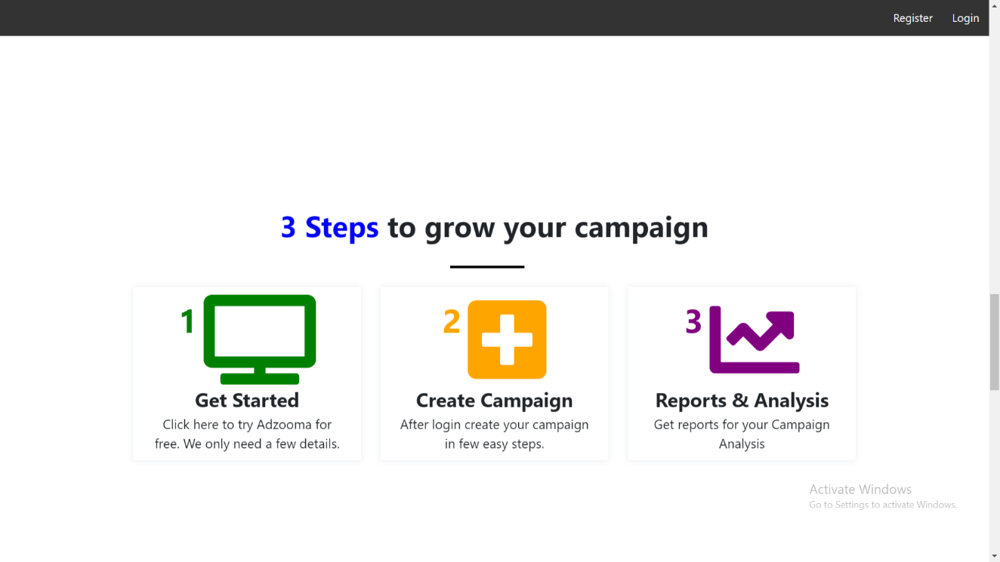 Register Login
3 Steps to grow your campaign
1
Get Started
Click here to try Adzooma for
free. We only need a few details.
2
Create Campaign
After login create your campaign
in few easy steps.
3
Reports & Analysis
Get reports for your Campaign
Analysis
Activate Windows
Go to Settings to activate Windows.